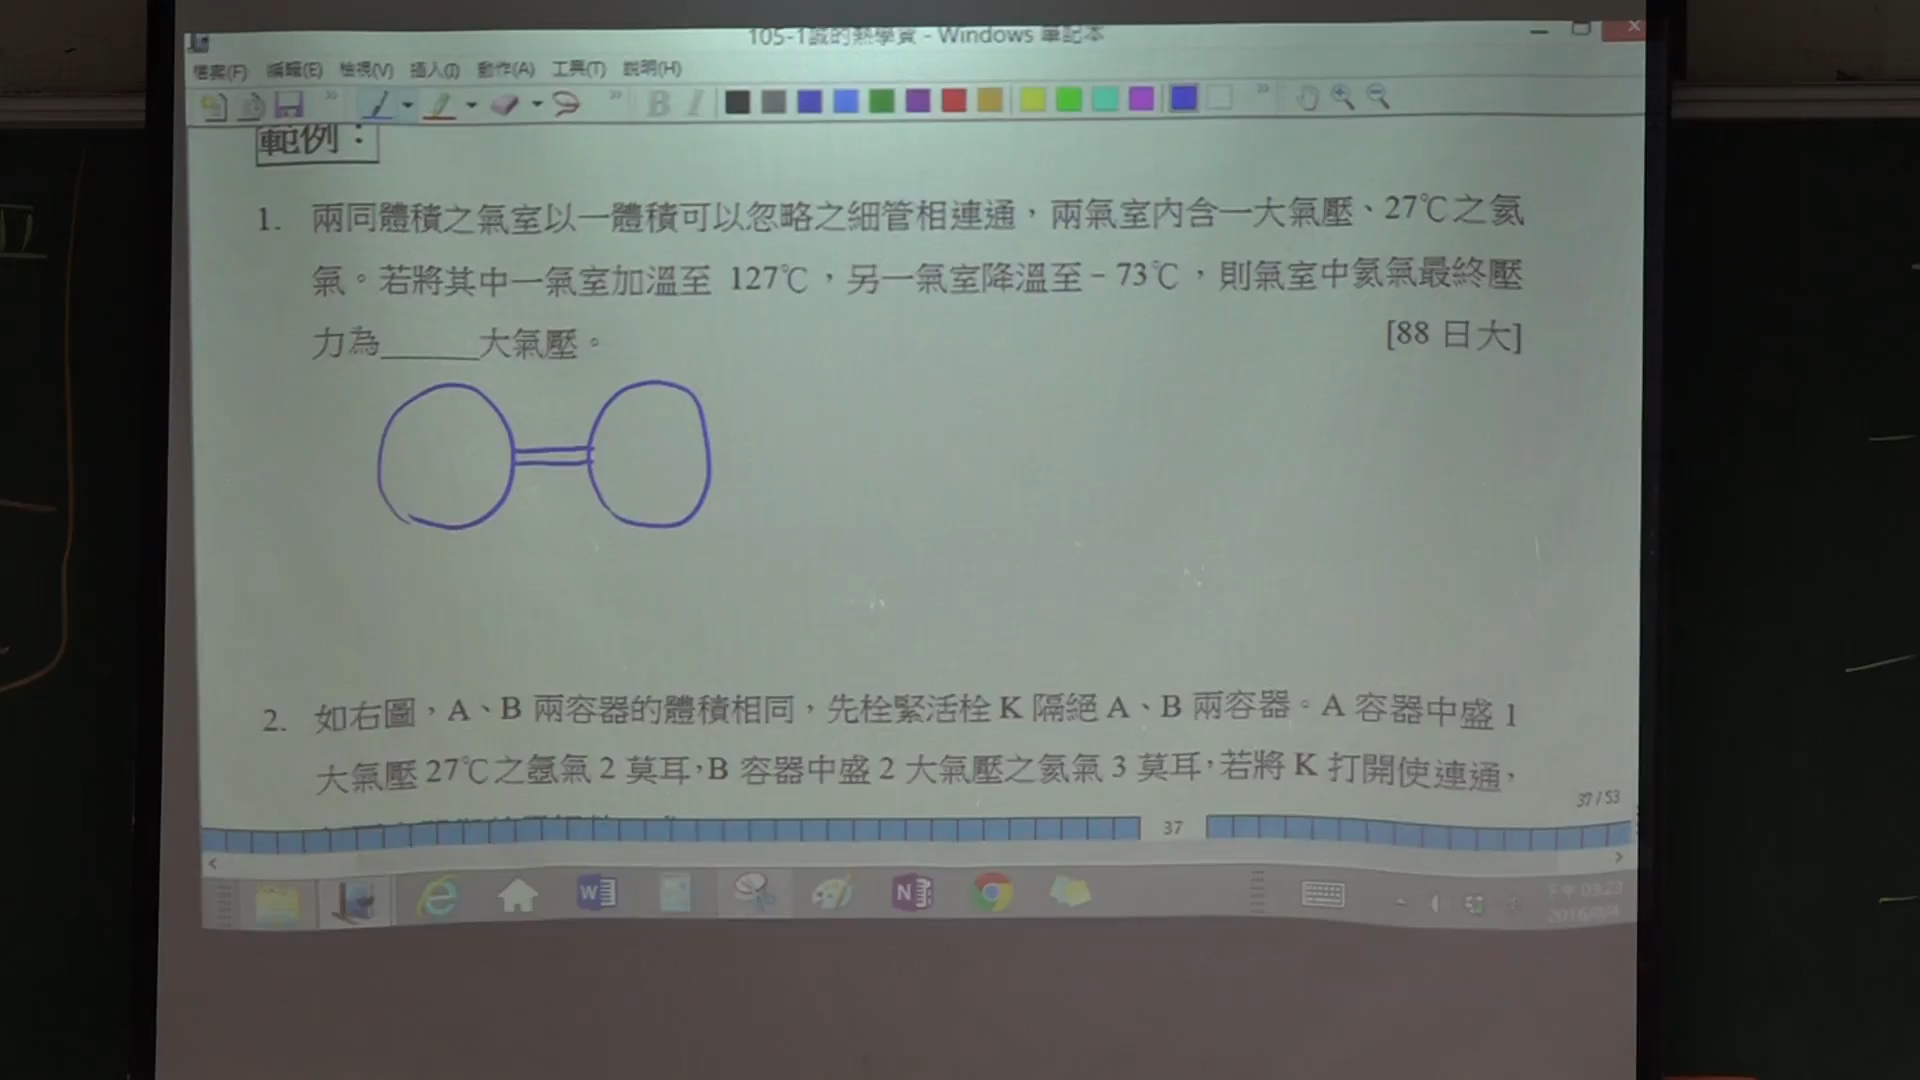 105-1 - Windows 筆記本
檔案(F) 編輯(E) 檢視(V) 插入(I) 動作(A) 工具(T) 說明(H)
B I
範例：
1. 兩同體積之氣室以一體積可以忽略之細管相連通，兩氣室內含一大氣壓、27℃之氦
氣。若將其中一氣室加溫至 127℃，另一氣室降溫至－73℃，則氣室中氦氣最終壓
力為______大氣壓。 [88 日大]
2. 如右圖，A、B 兩容器的體積相同，先栓緊活栓 K 隔絕 A、B 兩容器。A 容器中盛 1
大氣壓 27℃之氬氣 2 莫耳，B 容器中盛 2 大氣壓之氦氣 3 莫耳，若將 K 打開使連通，
37/53
37